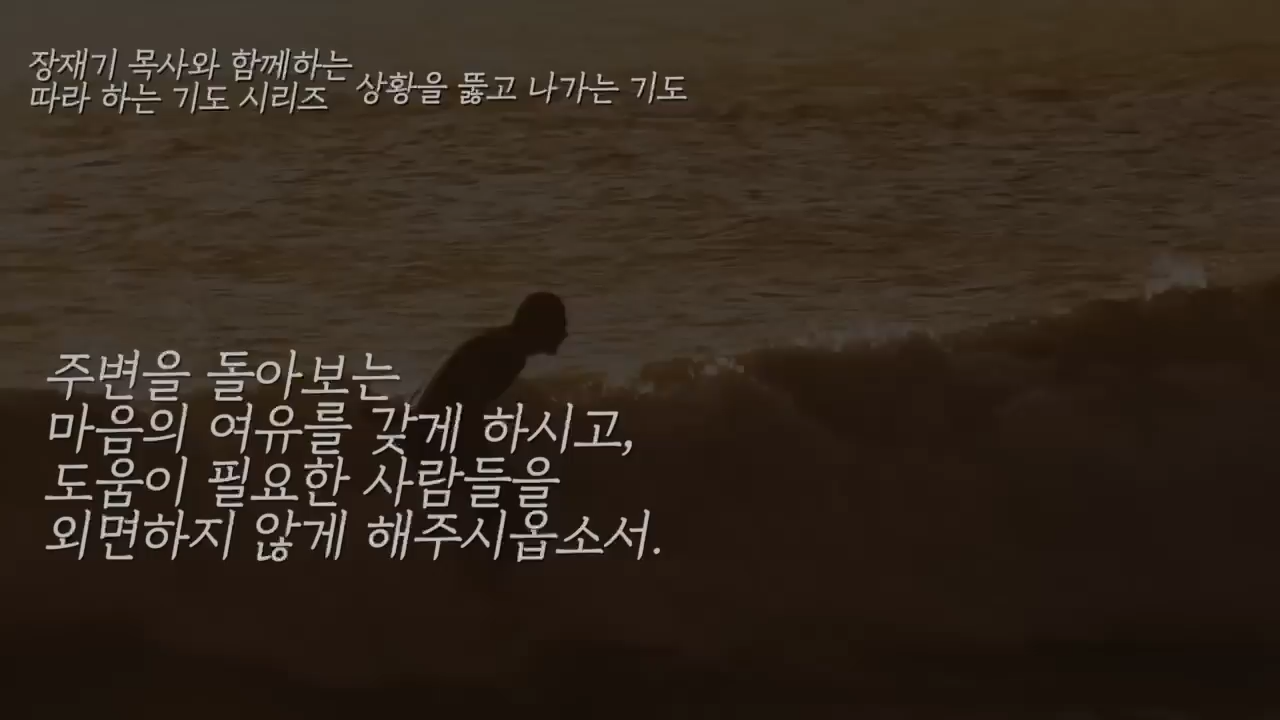 장재기 목사와 함께하는
따라 하는 기도 시리즈
상황을 뚫고 나가는 기도
주변을 돌아보는
마음의 여유를 갖게 하시고,
도움이 필요한 사람들을
외면하지 않게 해주시옵소서.